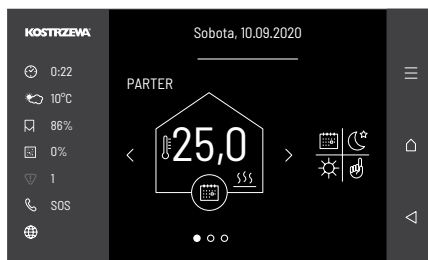 KOSTRZEWA
Sobota, 10.09.2020
0:22
10°C
86%
0%
1
SOS
PARTER
25,0